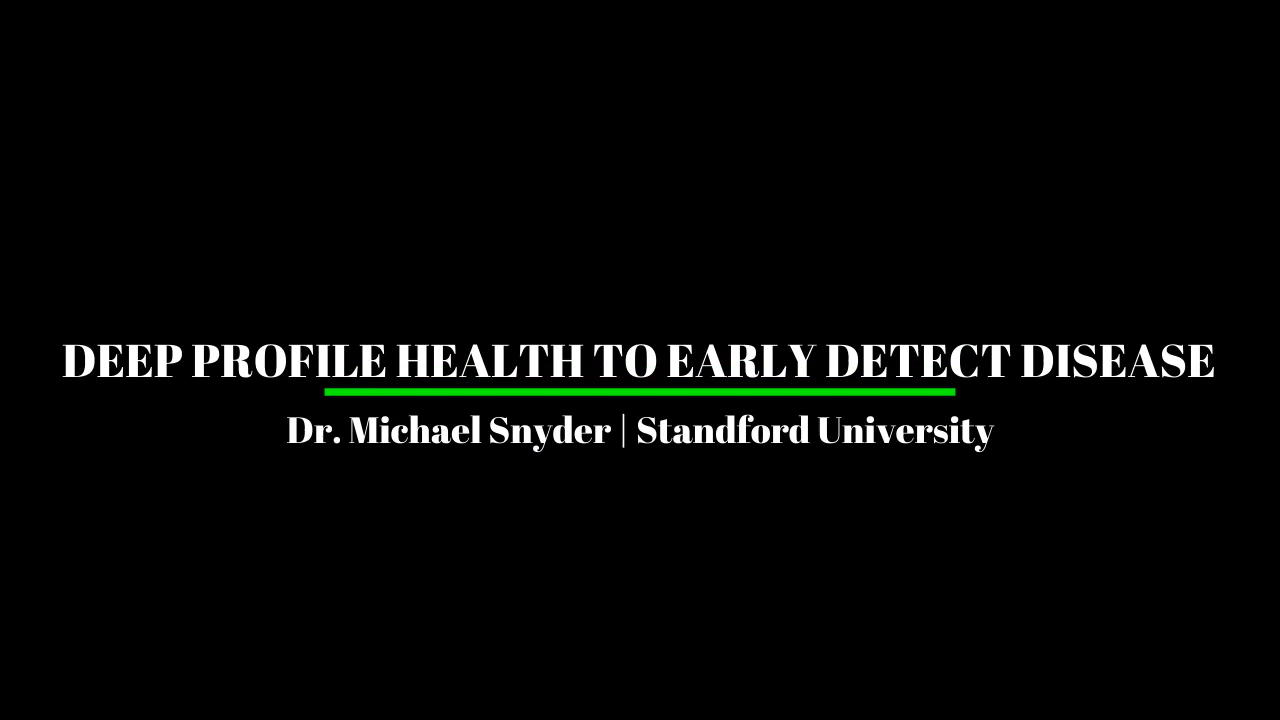 DEEP PROFILE HEALTH TO EARLY DETECT DISEASE
Dr. Michael Snyder | Standford University